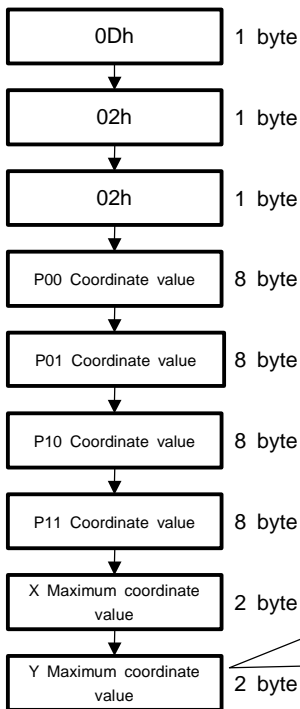 0Dh 1 byte
02h 1 byte
02h 1 byte
P00 Coordinate value 8 byte
P01 Coordinate value 8 byte
P10 Coordinate value 8 byte
P11 Coordinate value 8 byte
X Maximum coordinate
value 2 byte
Y Maximum coordinate
value 2 byte